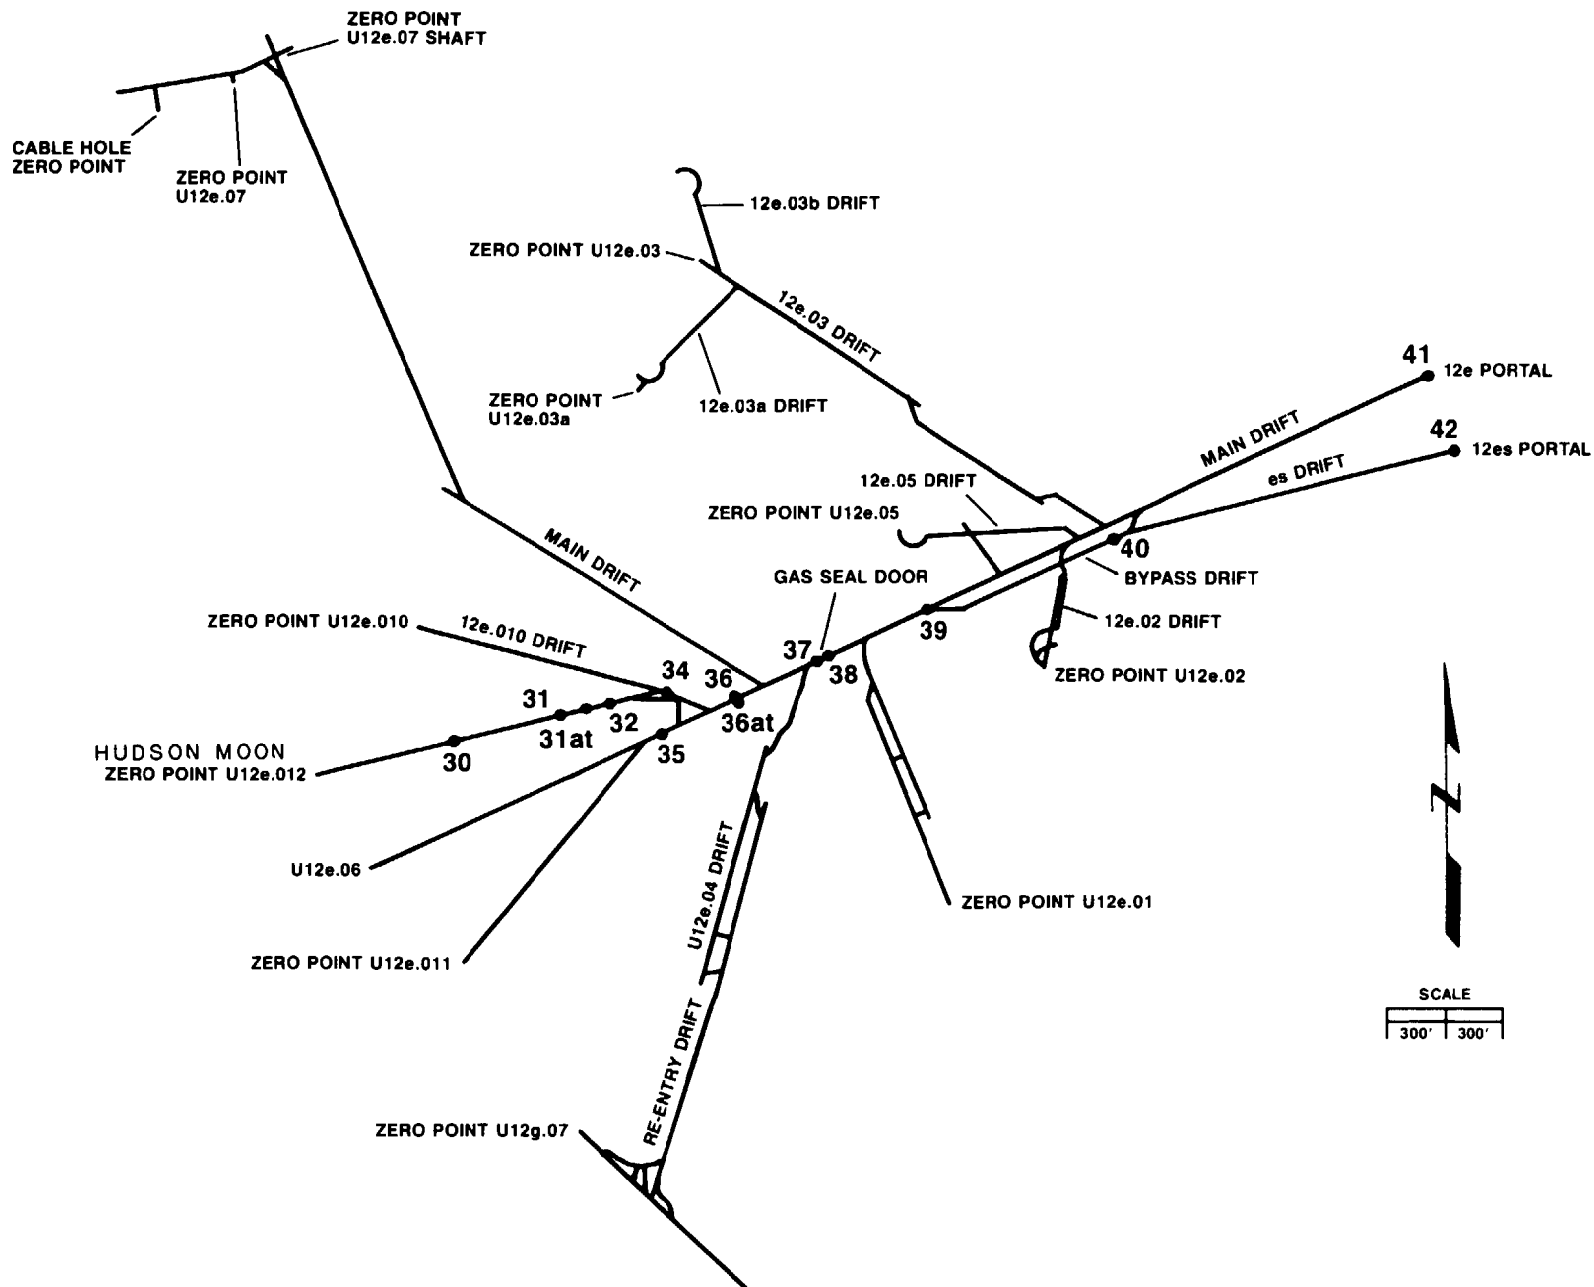 ZERO POINT
U12e.07 SHAFT
CABLE HOLE
ZERO POINT
ZERO POINT
U12e.07
12e.03b DRIFT
ZERO POINT U12e.03
12e.03 DRIFT
ZERO POINT
U12e.03a
12e.03a DRIFT
41
12e PORTAL
MAIN DRIFT
42
12es PORTAL
es DRIFT
12e.05 DRIFT
ZERO POINT U12e.05
40
MAIN DRIFT
GAS SEAL DOOR
BYPASS DRIFT
39
12e.02 DRIFT
ZERO POINT U12e.010
12e.010 DRIFT
37
38
ZERO POINT U12e.02
34
36
31
32
36at
31at
35
30
HUDSON MOON
ZERO POINT U12e.012
U12e.06
U12e.04 DRIFT
ZERO POINT U12e.01
ZERO POINT U12e.011
N
SCALE
300' 300'
RE-ENTRY DRIFT
ZERO POINT U12g.07